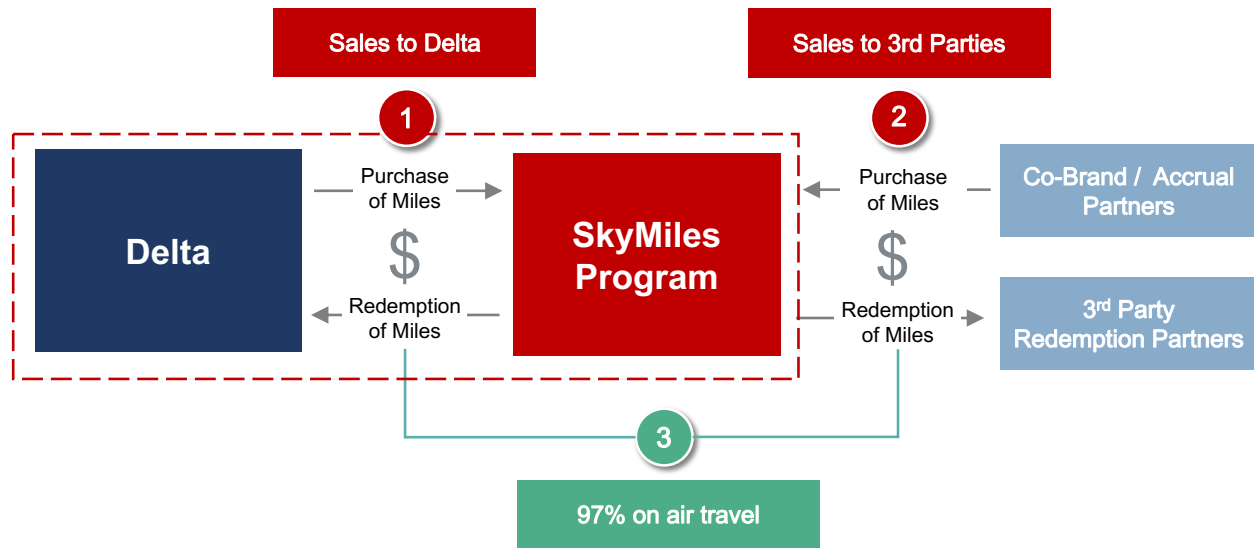 Sales to Delta
Sales to 3rd Parties
1
2
Delta
Purchase
of Miles
$
Redemption
of Miles
SkyMiles
Program
Purchase
of Miles
$
Redemption
of Miles
Co-Brand / Accrual
Partners
3rd Party
Redemption Partners
3
97% on air travel